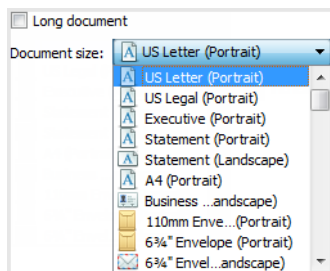 Long document
Document size: US Letter (Portrait)
US Letter (Portrait)
US Legal (Portrait)
Executive (Portrait)
Statement (Portrait)
Statement (Landscape)
A4 (Portrait)
Business ...andscape)
110mm Enve...(Portrait)
6¾" Envelope (Portrait)
6¾" Envel...andscape)